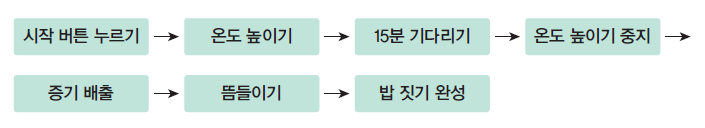 시작 버튼 누르기 온도 높이기 15분 기다리기 온도 높이기 중지
증기 배출 뜸들이기 밥 짓기 완성